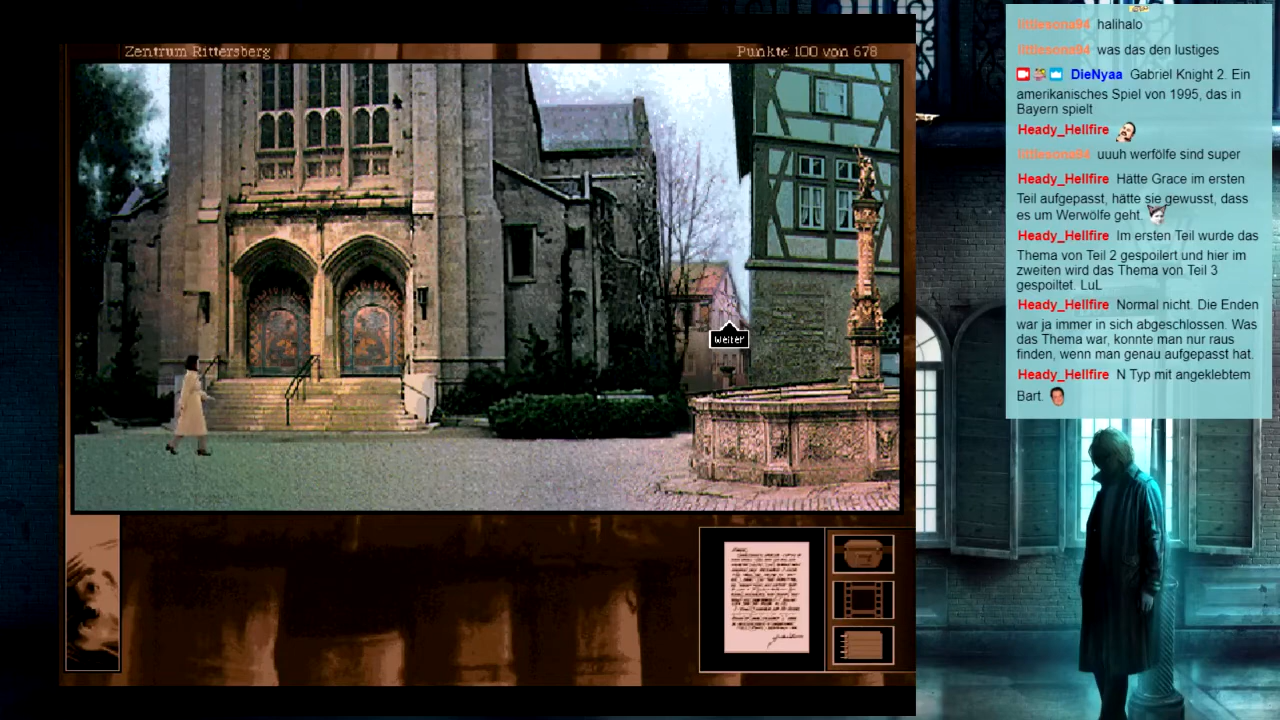 Zentrum Rittersberg
Punkte 100 von 678
weiter
littlesona94 halihalo
littlesona94 was das den lustiges
DieNyaa Gabriel Knight 2. Ein
amerikanisches Spiel von 1995, das in
Bayern spielt
Heady_Hellfire
littlesona94 uuuh werfölfe sind super
Heady_Hellfire Hätte Grace im ersten
Teil aufgepasst, hätte sie gewusst, dass
es um Werwölfe geht.
Heady_Hellfire Im ersten Teil wurde das
Thema von Teil 2 gespoilert und hier im
zweiten wird das Thema von Teil 3
gespoiltet. LuL
Heady_Hellfire Normal nicht. Die Enden
war ja immer in sich abgeschlossen. Was
das Thema war, konnte man nur raus
finden, wenn man genau aufgepasst hat.
Heady_Hellfire N Typ mit angeklebtem
Bart.